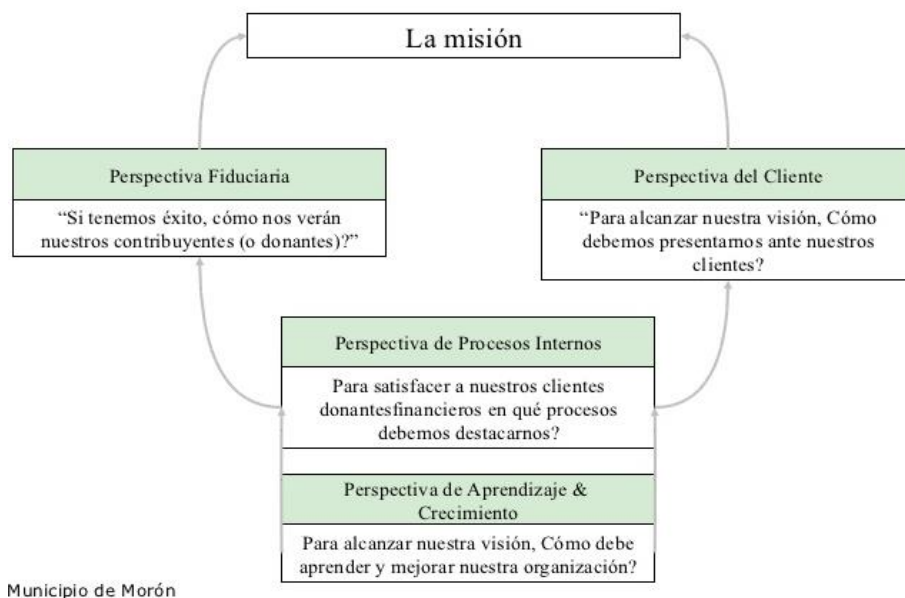 La misión
Perspectiva Fiduciaria
“Si tenemos éxito, cómo nos verán
nuestros contribuyentes (o donantes)?”
Perspectiva del Cliente
“Para alcanzar nuestra visión, Cómo
debemos presentarnos ante nuestros
clientes?
Perspectiva de Procesos Internos
Para satisfacer a nuestros clientes
donantesfinancieros en qué procesos
debemos destacarnos?
Perspectiva de Aprendizaje &
Crecimiento
Para alcanzar nuestra visión, Cómo debe
aprender y mejorar nuestra organización?
Municipio de Morón